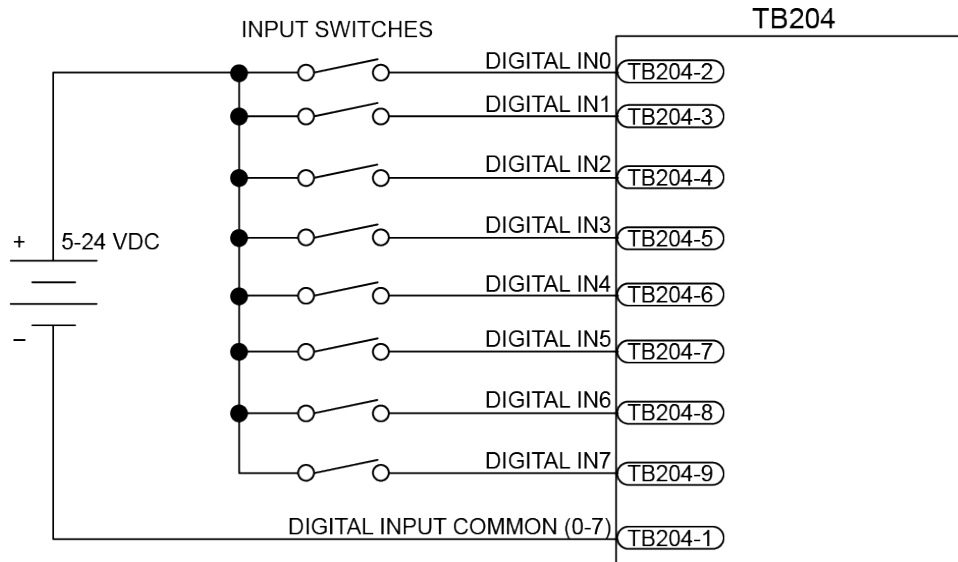 TB204
INPUT SWITCHES
DIGITAL IN0
TB204-2
DIGITAL IN1
TB204-3
DIGITAL IN2
TB204-4
+ 5-24 VDC
DIGITAL IN3
TB204-5
DIGITAL IN4
TB204-6
–
DIGITAL IN5
TB204-7
DIGITAL IN6
TB204-8
DIGITAL IN7
TB204-9
DIGITAL INPUT COMMON (0-7)
TB204-1